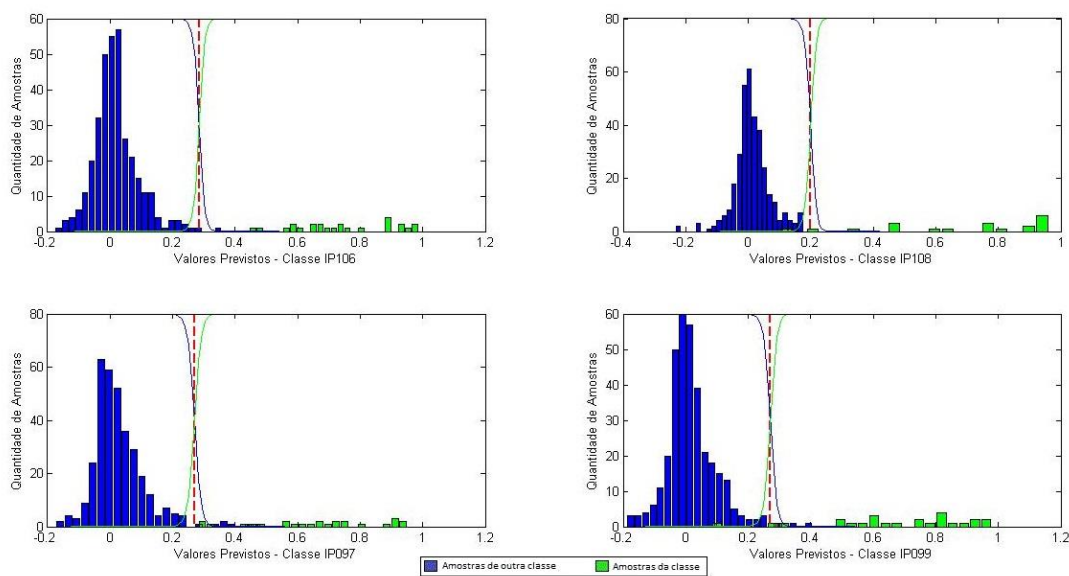 60
50
40
30
20
10
0
Quantidade de Amostras
-0.2 0 0.2 0.4 0.6 0.8 1 1.2
Valores Previstos - Classe IP106
80
60
40
20
0
Quantidade de Amostras
-0.4 -0.2 0 0.2 0.4 0.6 0.8 1
Valores Previstos - Classe IP108
80
60
40
20
0
Quantidade de Amostras
-0.2 0 0.2 0.4 0.6 0.8 1 1.2
Valores Previstos - Classe IP097
60
50
40
30
20
10
0
Quantidade de Amostras
-0.2 0 0.2 0.4 0.6 0.8 1 1.2
Valores Previstos - Classe IP099
Amostras de outra classe
Amostras da classe